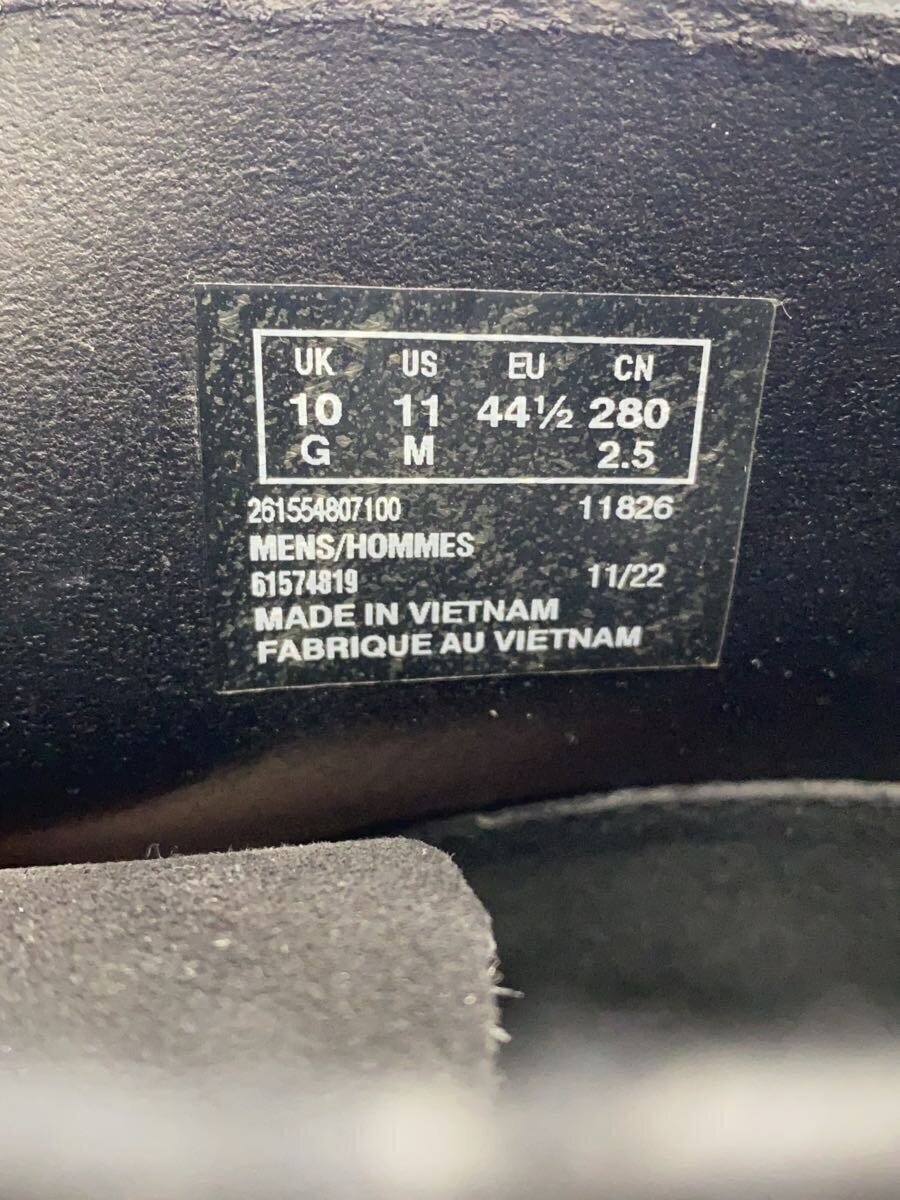 UK US EU CN
10 11 44½ 280
G M 2.5
261554807100 11826
MENS/HOMMES
61574819 11/22
MADE IN VIETNAM
FABRIQUE AU VIETNAM